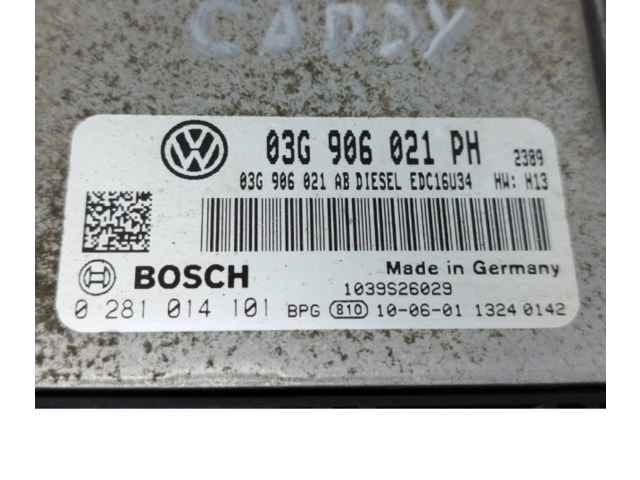 CADDY
03G 906 021 PH 2389
03G 906 021 AB DIESEL EDC16U34 HW: H13
BOSCH Made in Germany
1039S26029
0 281 014 101 BPG 810 10-06-01 1324 0142